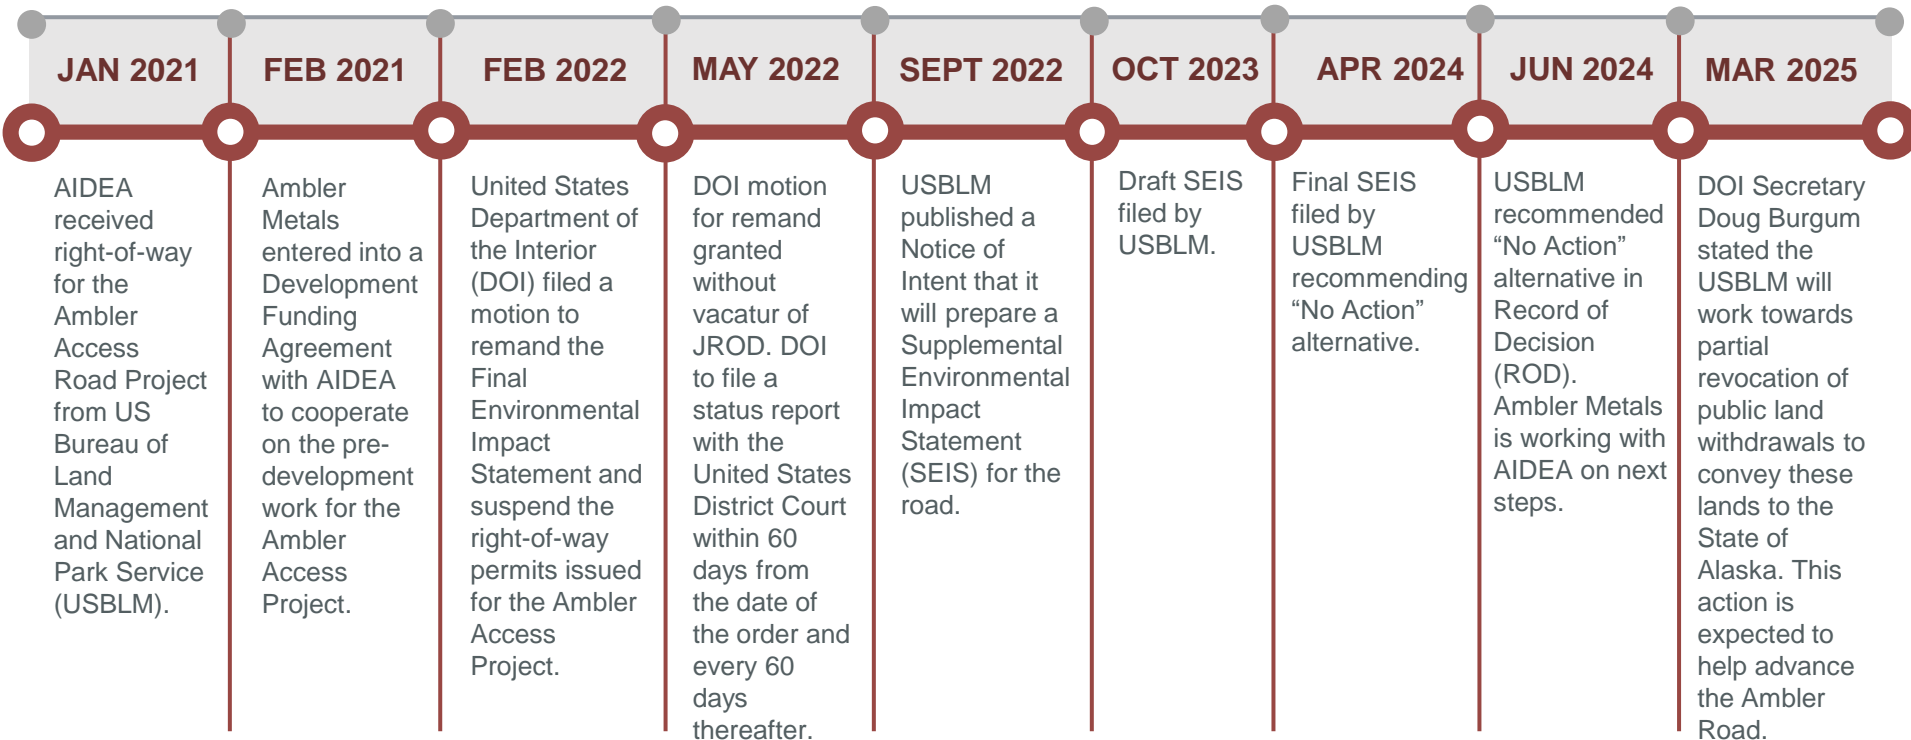 JAN 2021
AIDEA
received
right-of-way
for the
Ambler
Access
Road Project
from US
Bureau of
Land
Management
and National
Park Service
(USBLM).
FEB 2021
Ambler
Metals
entered into a
Development
Funding
Agreement
with AIDEA
to cooperate
on the pre-
development
work for the
Ambler
Access
Project.
FEB 2022
United States
Department of
the Interior
(DOI) filed a
motion to
remand the
Final
Environmental
Impact
Statement and
suspend the
right-of-way
permits issued
for the Ambler
Access
Project.
MAY 2022
DOI motion
for remand
granted
without
vacatur of
JROD. DOI
to file a
status report
with the
United States
District Court
within 60
days from
the date of
the order and
every 60
days
thereafter.
SEPT 2022
USBLM
published a
Notice of
Intent that it
will prepare a
Supplemental
Environmental
Impact
Statement
(SEIS) for the
road.
OCT 2023
Draft SEIS
filed by
USBLM.
APR 2024
Final SEIS
filed by
USBLM
recommending
“No Action”
alternative.
JUN 2024
USBLM
recommended
“No Action”
alternative in
Record of
Decision
(ROD).
Ambler Metals
is working with
AIDEA on next
steps.
MAR 2025
DOI Secretary
Doug Burgum
stated the
USBLM will
work towards
partial
revocation of
public land
withdrawals to
convey these
lands to the
State of
Alaska. This
action is
expected to
help advance
the Ambler
Road.